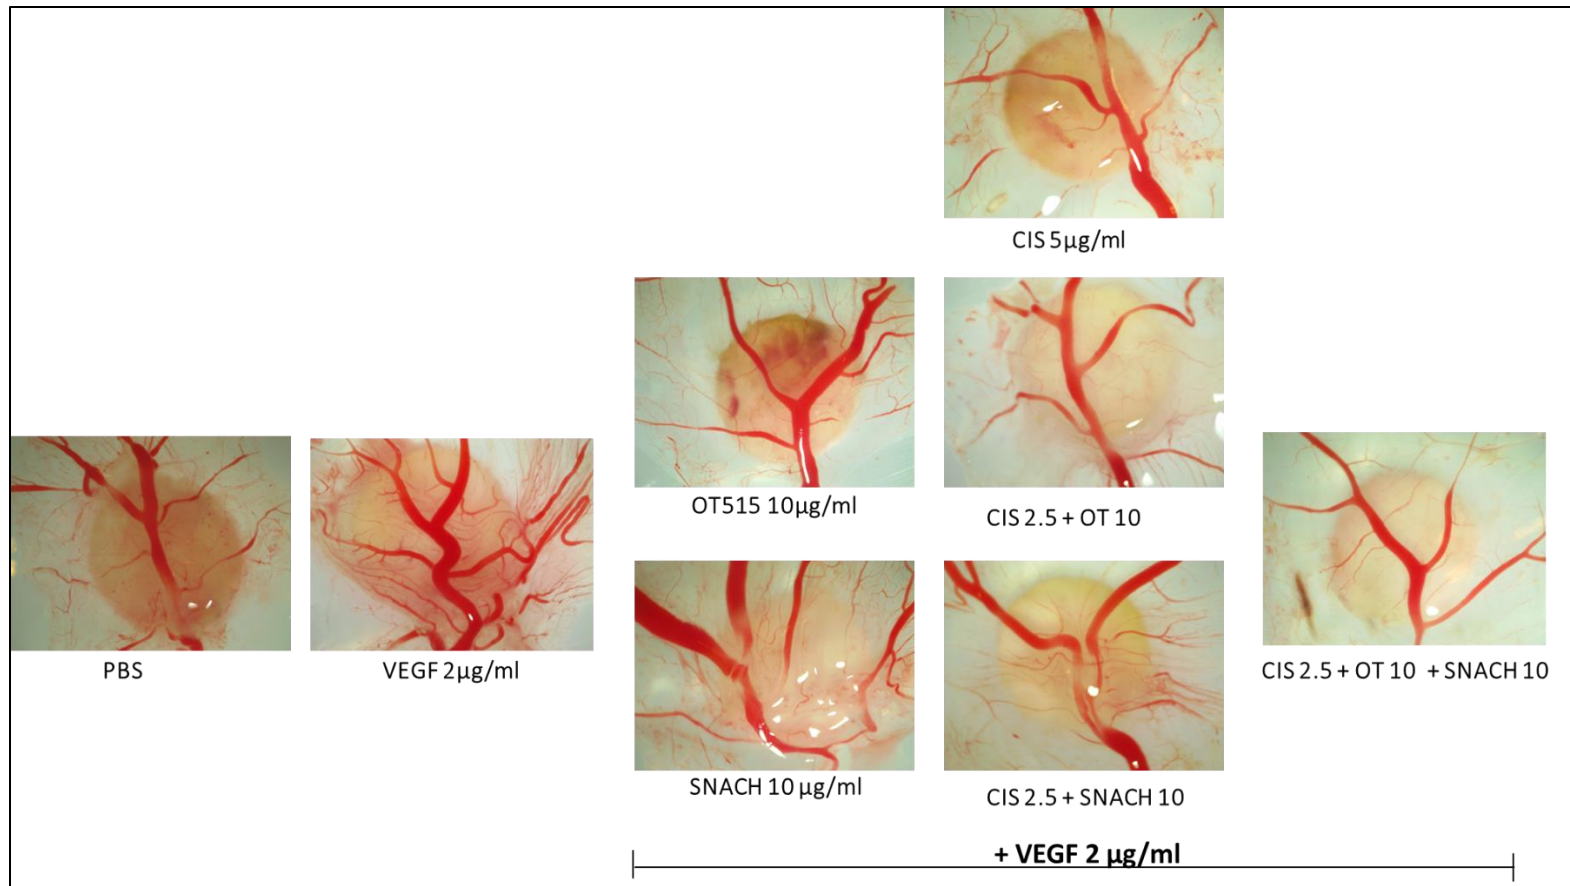 CIS 5µg/ml
OT515 10µg/ml
CIS 2.5 + OT 10
PBS
VEGF 2µg/ml
CIS 2.5 + OT 10 + SNACH 10
SNACH 10 µg/ml
CIS 2.5 + SNACH 10
+ VEGF 2 µg/ml